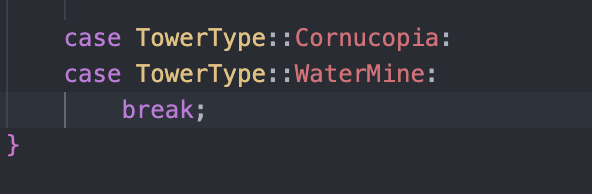 case TowerType::Cornucopia:
case TowerType::WaterMine:
break;
}